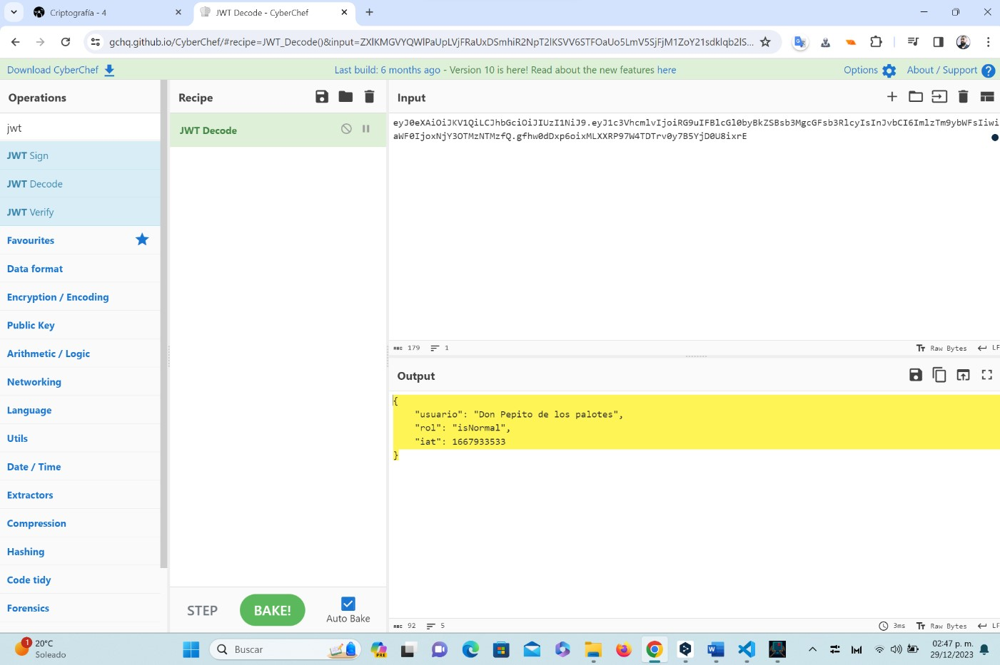 Criptografía - 4
JWT Decode - CyberChef
gchq.github.io/CyberChef/#recipe=JWT_Decode()&input=ZXlKMGVYQWlPaUpLVjFRaUxDSmhiR2NpT2lKSVV6STFOaUo5LmV5SjFjM1ZoY21sdklqb2lS...
Download CyberChef
Last build: 6 months ago - Version 10 is here! Read about the new features here
Options
About / Support
Operations
Recipe
Input
jwt
JWT Decode
eyJ0eXAiOiJKV1QiLCJhbGciOiJIUzI1NiJ9.eyJ1c3VhcmlvIjoiRG9uIFBlcGl0byBkZSBsb3MgcGFsb3RlcyIsInJvbCI6ImlzTm9ybWFsIiwi
aWF0IjoxNjY3OTMzNTMzfQ.gfhw0dDxp6oixMLXXRP97W4TDTrv0y7B5YjD0U8ixrE
JWT Sign
JWT Decode
JWT Verify
Favourites
Data format
Encryption / Encoding
Public Key
Arithmetic / Logic
Networking
Language
Utils
Date / Time
Extractors
Compression
Hashing
Code tidy
Forensics
ABC 179 1
Raw Bytes LF
Output
{
"usuario": "Don Pepito de los palotes",
"rol": "isNormal",
"iat": 1667933533
}
STEP
BAKE!
Auto Bake
ABC 92 5
3ms Raw Bytes LF
1
20°C
Soleado
Buscar
PRE
02:47 p. m.
29/12/2023